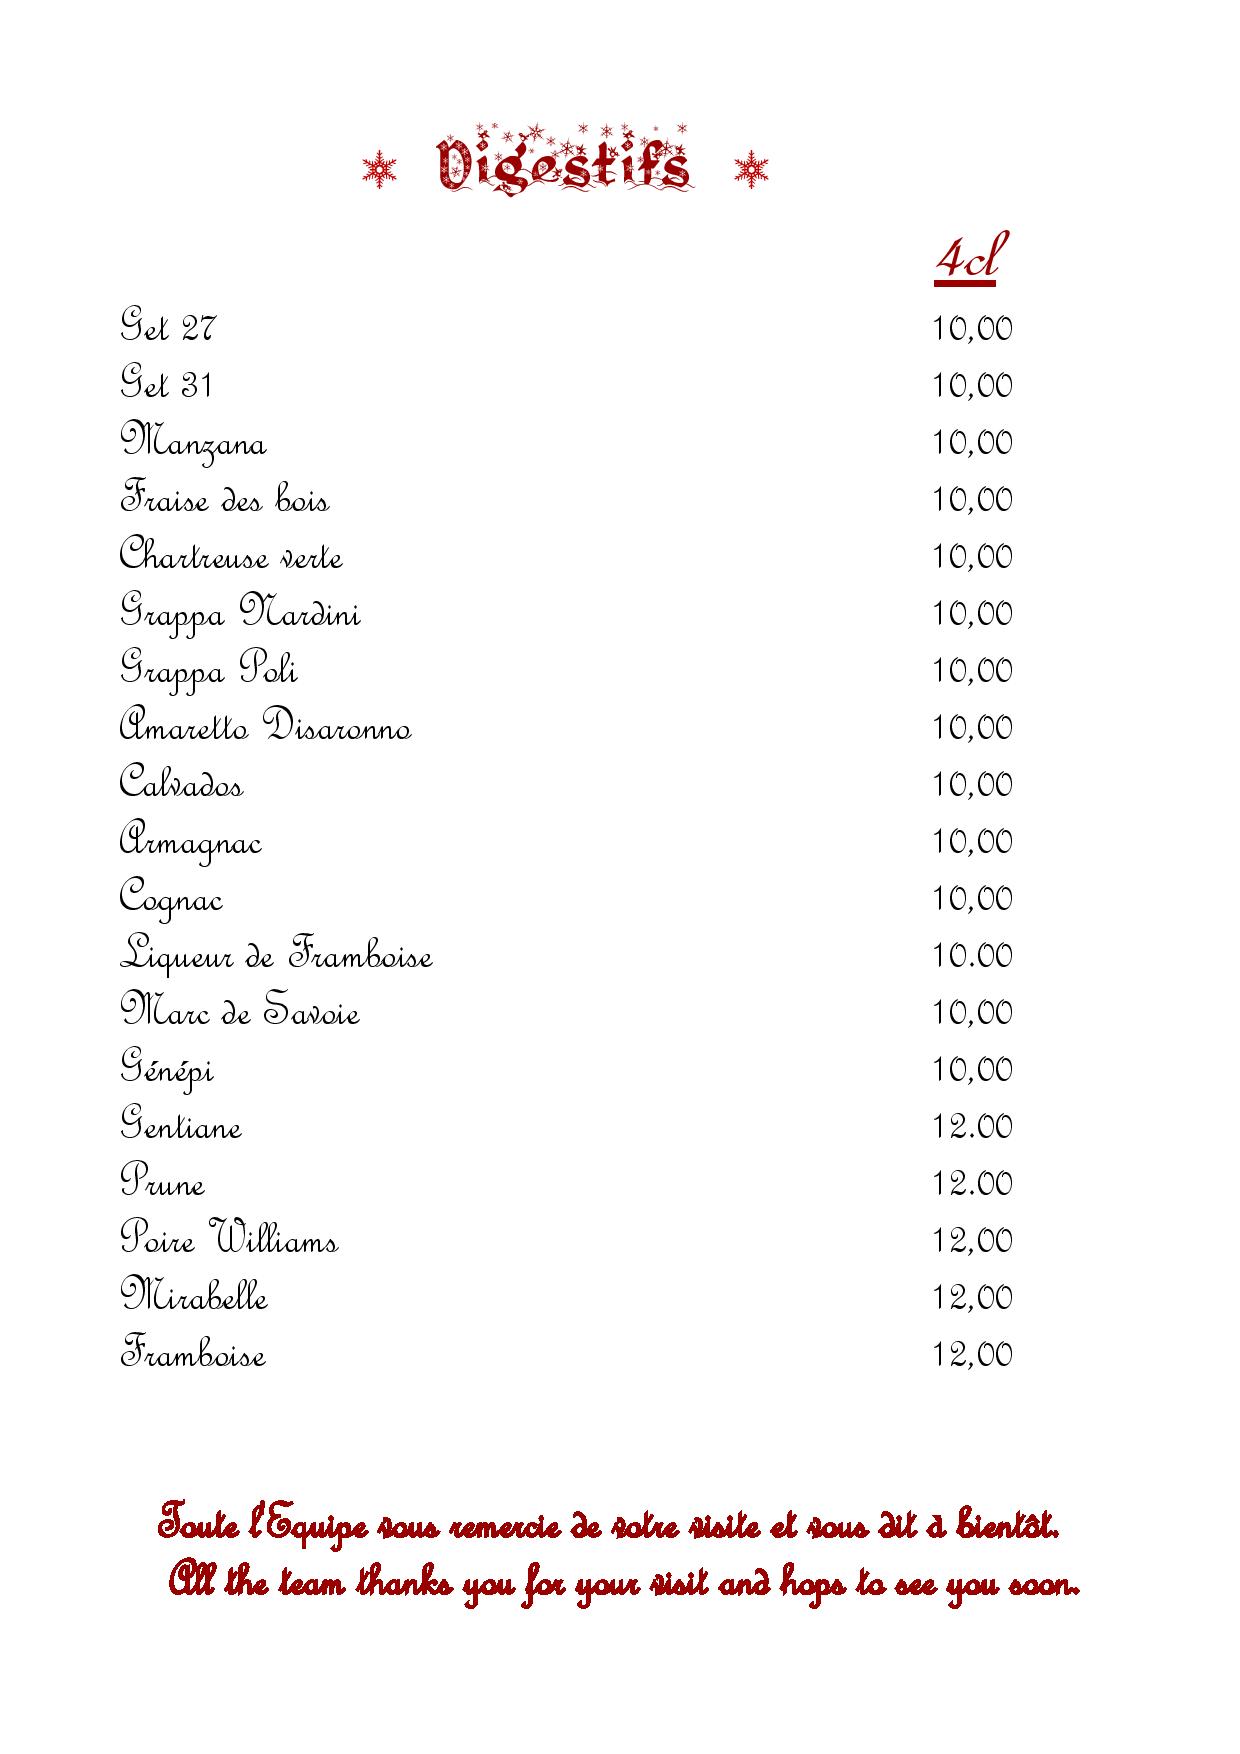 Digestifs
4cl
Get 27 10,00
Get 31 10,00
Manzana 10,00
Fraise des bois 10,00
Chartreuse verte 10,00
Grappa Nardini 10,00
Grappa Poli 10,00
Amaretto Disaronno 10,00
Calvados 10,00
Armagnac 10,00
Cognac 10,00
Liqueur de Framboise 10.00
Marc de Savoie 10,00
Génépi 10,00
Gentiane 12.00
Prune 12.00
Poire Williams 12,00
Mirabelle 12,00
Framboise 12,00
Toute l'Equipe vous remercie de votre visite et vous dit à bientôt.
All the team thanks you for your visit and hops to see you soon.